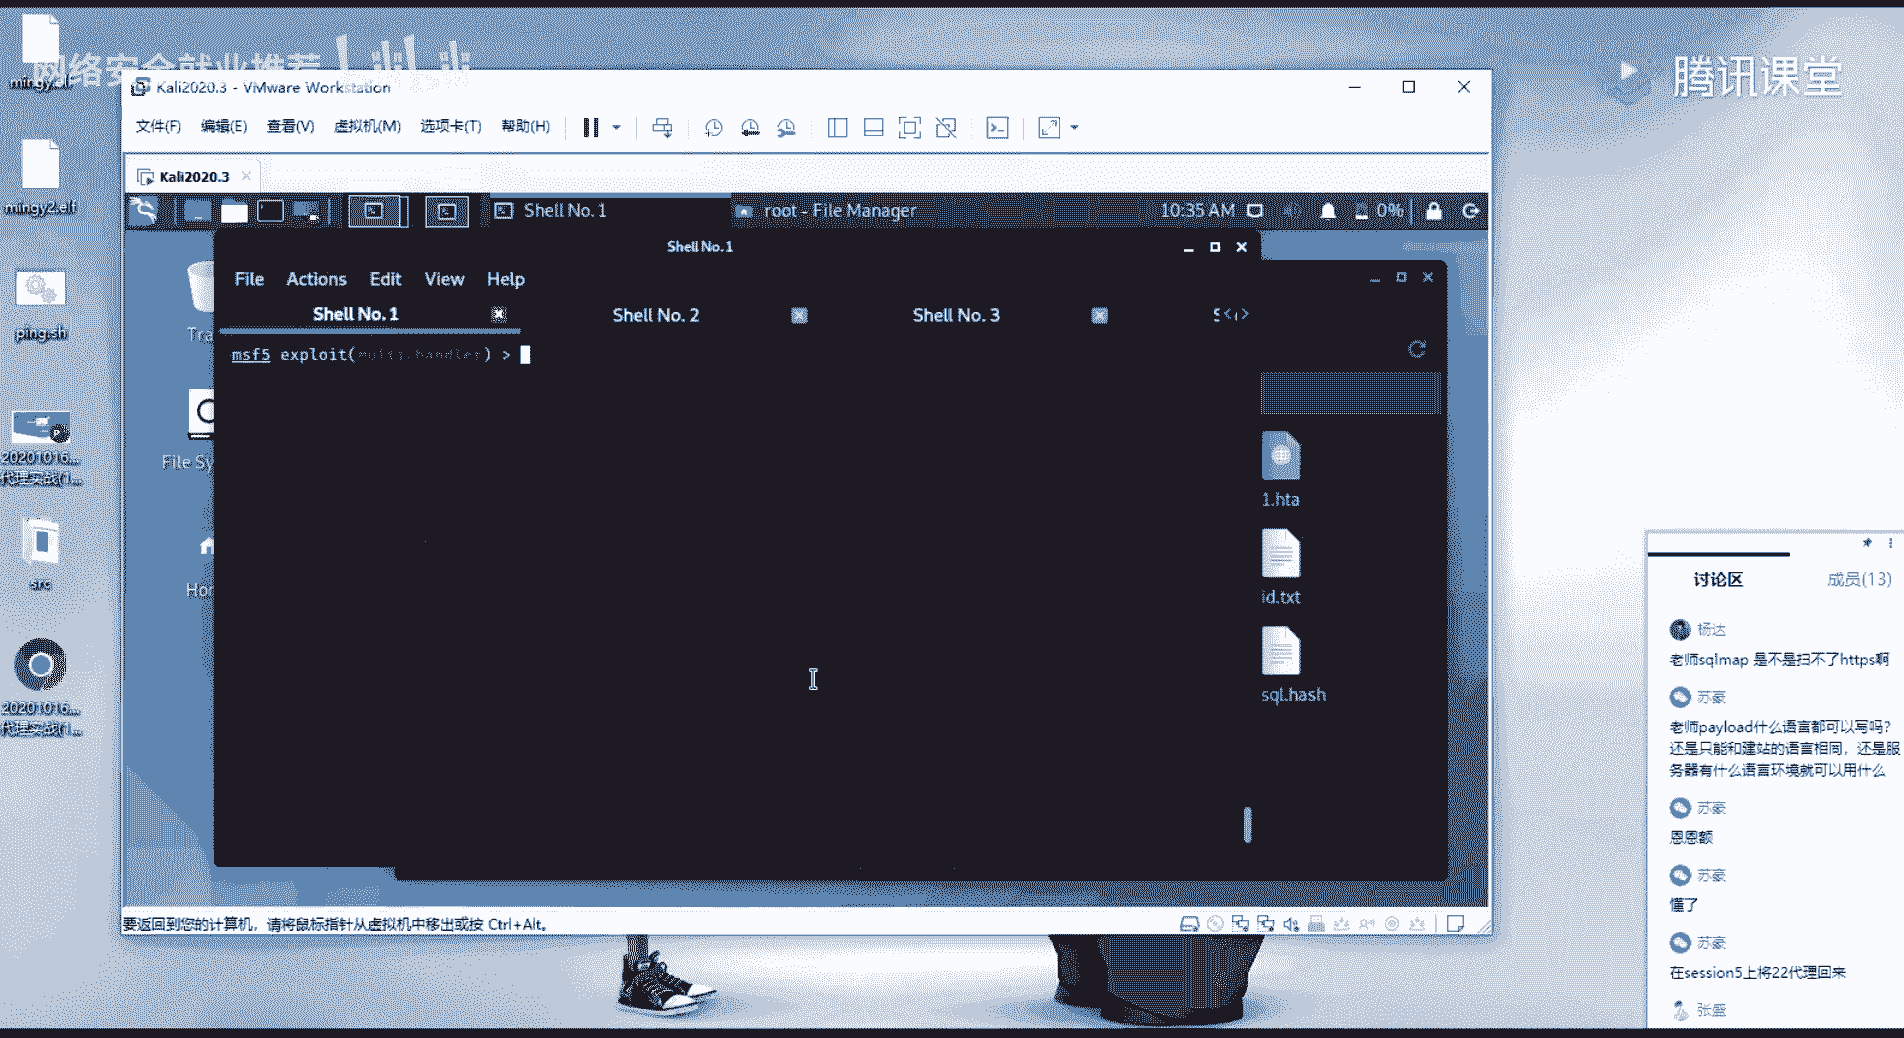 网络安全就业推荐
腾讯课堂
mingy.elf
mingy2.elf
ping.sh
20201016...
代理实战(1...
src
20201016...
代理实战(1...
Kali2020.3 - VMware Workstation
文件(F) 编辑(E) 查看(V) 虚拟机(M) 选项卡(T) 帮助(H)
Kali2020.3
Shell No. 1 root - File Manager 10:35 AM 0%
Shell No. 1
File Actions Edit View Help
Shell No. 1 Shell No. 2 Shell No. 3
msf5 exploit(multi/handler) >
Tra
File Sy
Hor
1.hta
id.txt
sql.hash
要返回到您的计算机，请将鼠标指针从虚拟机中移出或按 Ctrl+Alt。
讨论区 成员(13)
杨达
老师sqlmap 是不是扫不了https啊
苏豪
老师payload什么语言都可以写吗?
还是只能和建站的语言相同，还是服
务器有什么语言环境就可以用什么
苏豪
恩恩额
苏豪
懂了
苏豪
在session5上将22代理回来
张盛